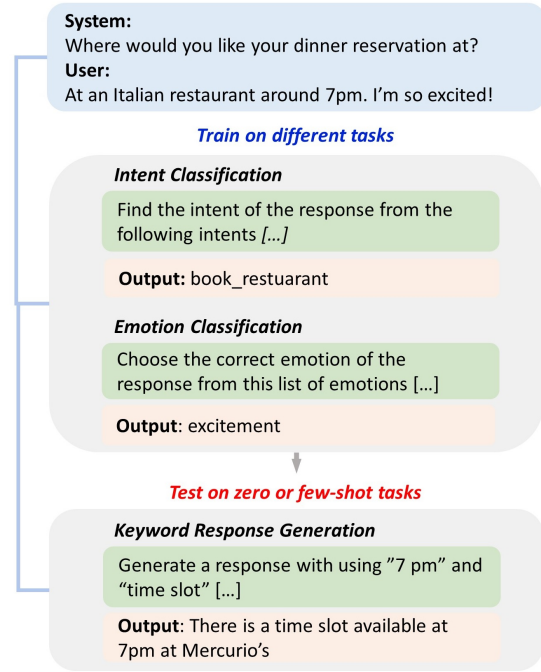 System:
Where would you like your dinner reservation at?
User:
At an Italian restaurant around 7pm. I'm so excited!
Train on different tasks
Intent Classification
Find the intent of the response from the
following intents […]
Output: book_restuarant
Emotion Classification
Choose the correct emotion of the
response from this list of emotions […]
Output: excitement
Test on zero or few-shot tasks
Keyword Response Generation
Generate a response with using ”7 pm” and
“time slot” […]
Output: There is a time slot available at
7pm at Mercurio’s